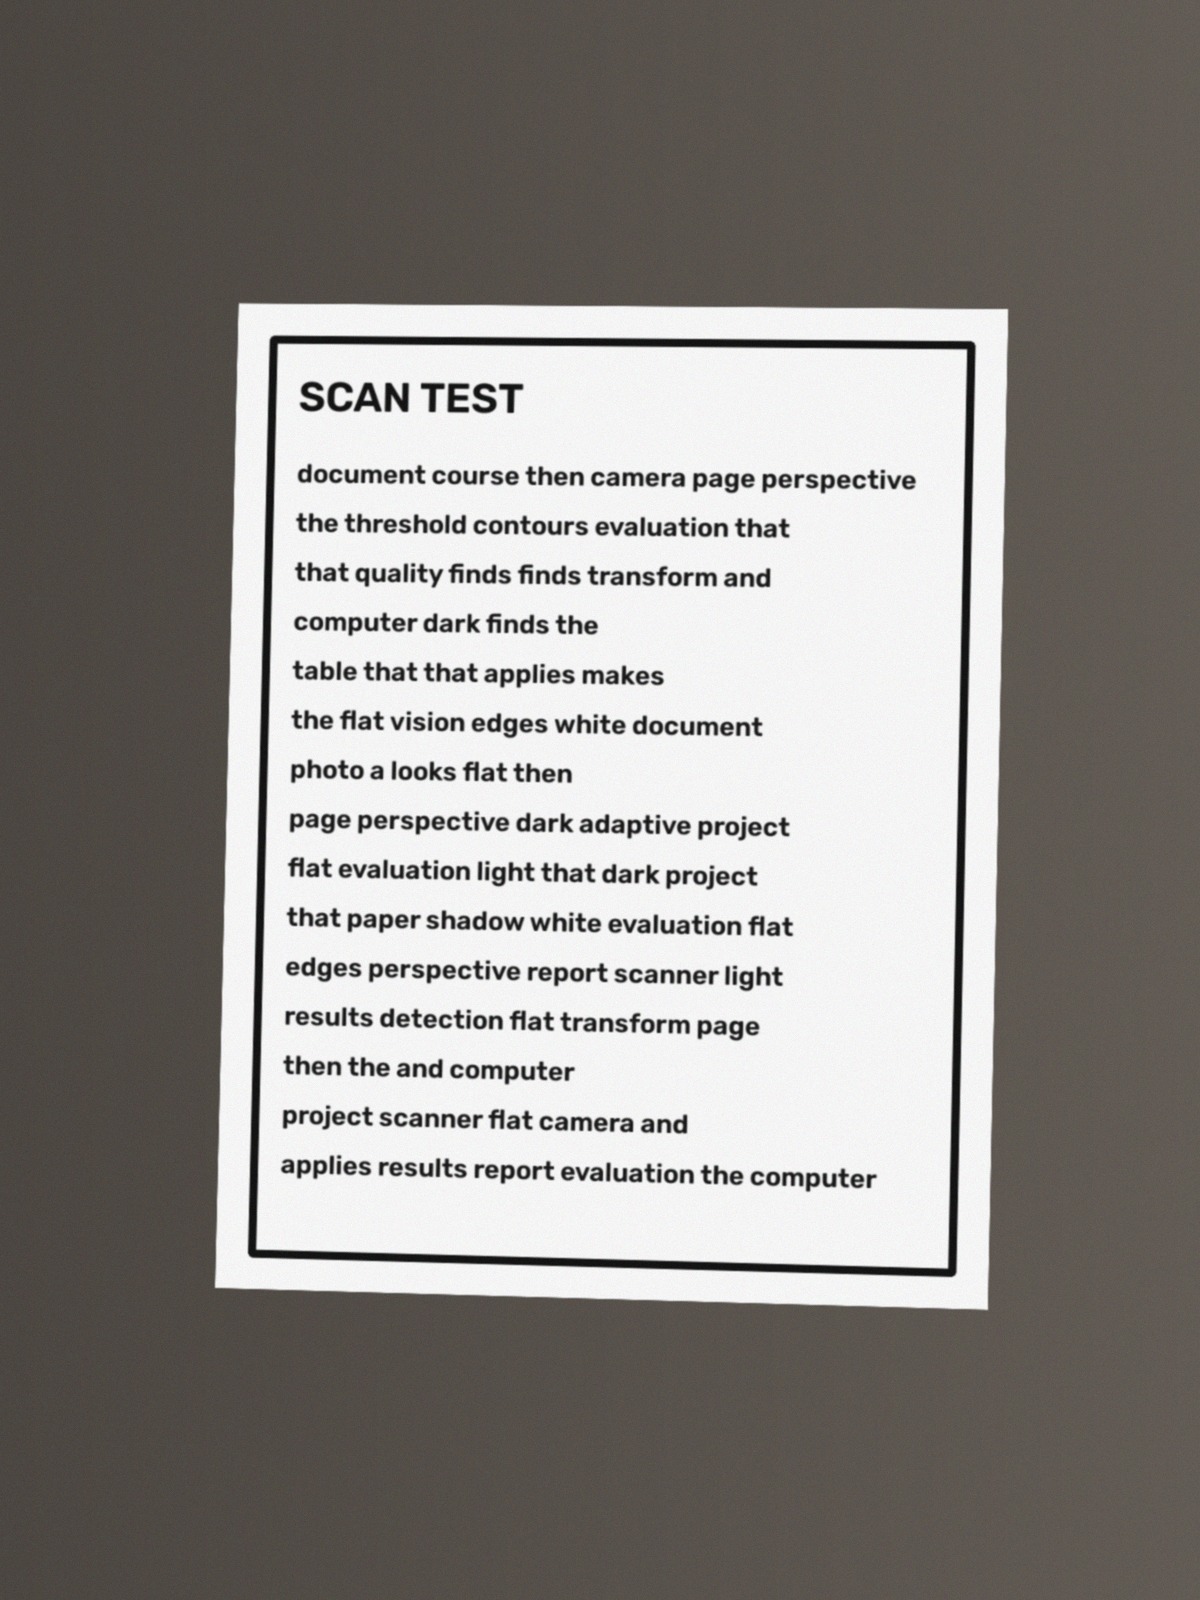 SCAN TEST
document course then camera page perspective
the threshold contours evaluation that
that quality finds finds transform and
computer dark finds the
table that that applies makes
the flat vision edges white document
photo a looks flat then
page perspective dark adaptive project
flat evaluation light that dark project
that paper shadow white evaluation flat
edges perspective report scanner light
results detection flat transform page
then the and computer
project scanner flat camera and
applies results report evaluation the computer